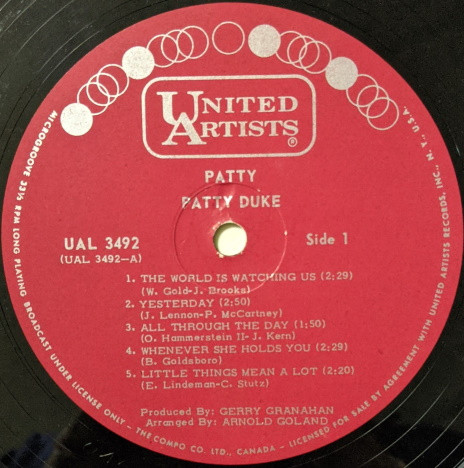 UNITED
ARTISTS®
PATTY
PATTY DUKE
UAL 3492
(UAL 3492-A)
Side 1
1. THE WORLD IS WATCHING US (2:29)
(W. Gold-J. Brooks)
2. YESTERDAY (2:50)
(J. Lennon-P. McCartney)
3. ALL THROUGH THE DAY (1:50)
(O. Hammerstein II-J. Kern)
4. WHENEVER SHE HOLDS YOU (2:29)
(B. Goldsboro)
5. LITTLE THINGS MEAN A LOT (2:20)
(E. Lindeman-C. Stutz)
Produced By: GERRY GRANAHAN
Arranged By: ARNOLD GOLAND
MICROGROOVE 33⅓ RPM LONG PLAYING BROADCAST UNDER LICENSE ONLY - THE COMPO CO. LTD., CANADA - LICENSED FOR SALE BY AGREEMENT WITH UNITED ARTISTS RECORDS, INC., N. Y., U.S.A.